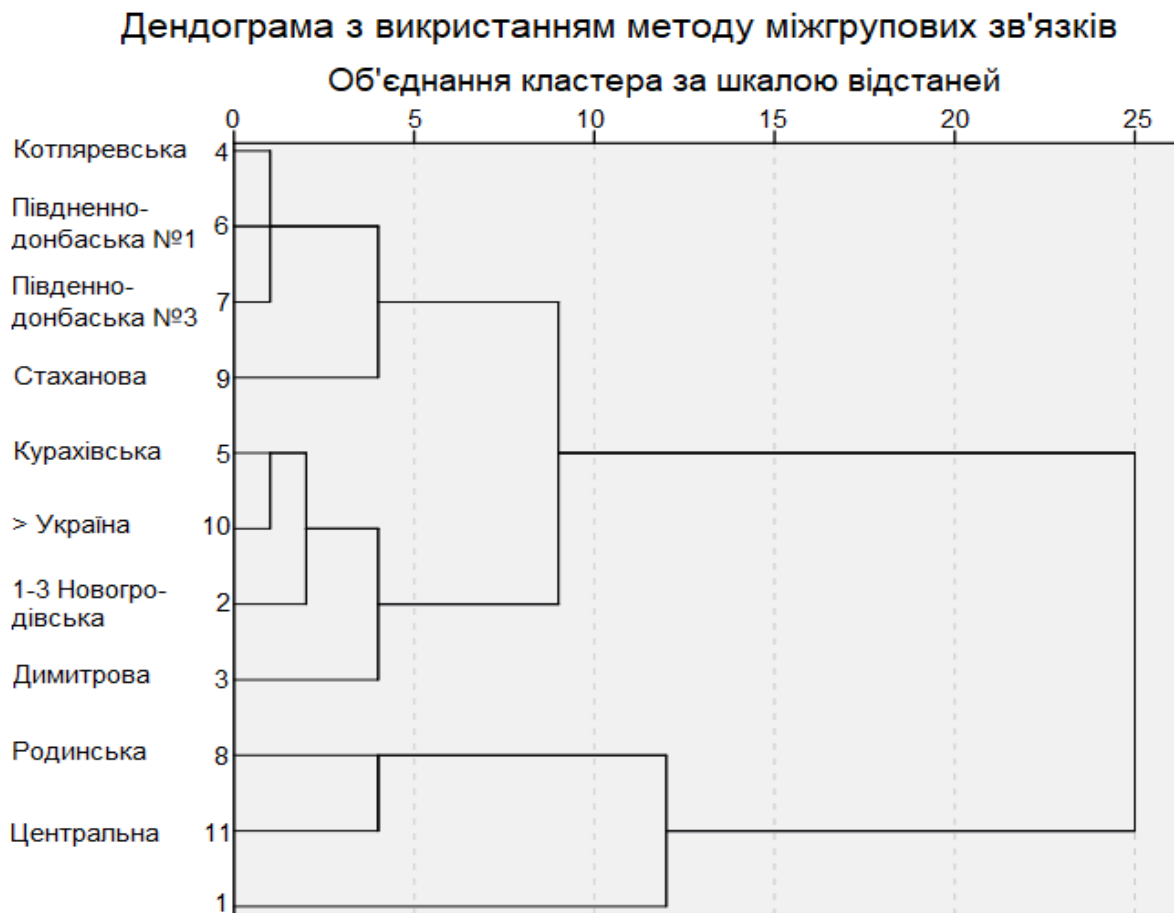 Дендограма з викристанням методу міжгрупових зв'язків
Об'єднання кластера за шкалою відстаней
0 5 10 15 20 25
Котляревська 4
Південно-
донбаська №1 6
Південно-
донбаська №3 7
Стаханова 9
Курахівська 5
> Україна 10
1-3 Новогро-
дівська 2
Димитрова 3
Родинська 8
Центральна 11
1